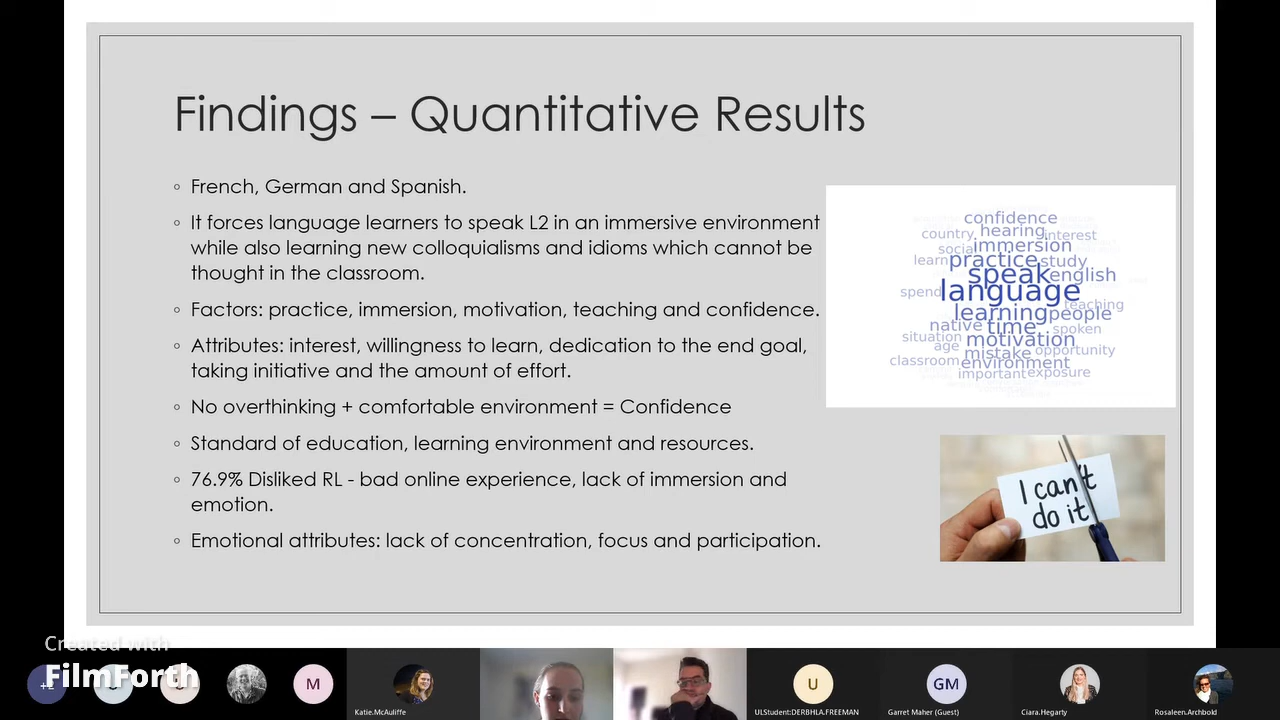 Findings – Quantitative Results
◦ French, German and Spanish.
◦ It forces language learners to speak L2 in an immersive environment
while also learning new colloquialisms and idioms which cannot be
thought in the classroom.
◦ Factors: practice, immersion, motivation, teaching and confidence.
◦ Attributes: interest, willingness to learn, dedication to the end goal,
taking initiative and the amount of effort.
◦ No overthinking + comfortable environment = Confidence
◦ Standard of education, learning environment and resources.
◦ 76.9% Disliked RL - bad online experience, lack of immersion and
emotion.
◦ Emotional attributes: lack of concentration, focus and participation.
confidence
country hearing interest
social immersion
learn practice study
speak english
spend language
teaching
learning people
native time spoken
situation motivation
age mistake opportunity
classroom environment
important exposure
I can't
do it
Created with
FilmForth
M
Katie.McAuliffe
U
ULStudent:DERBHLA.FREEMAN
GM
Garret Maher (Guest)
Ciara.Hegarty
Rosaleen.Archbold